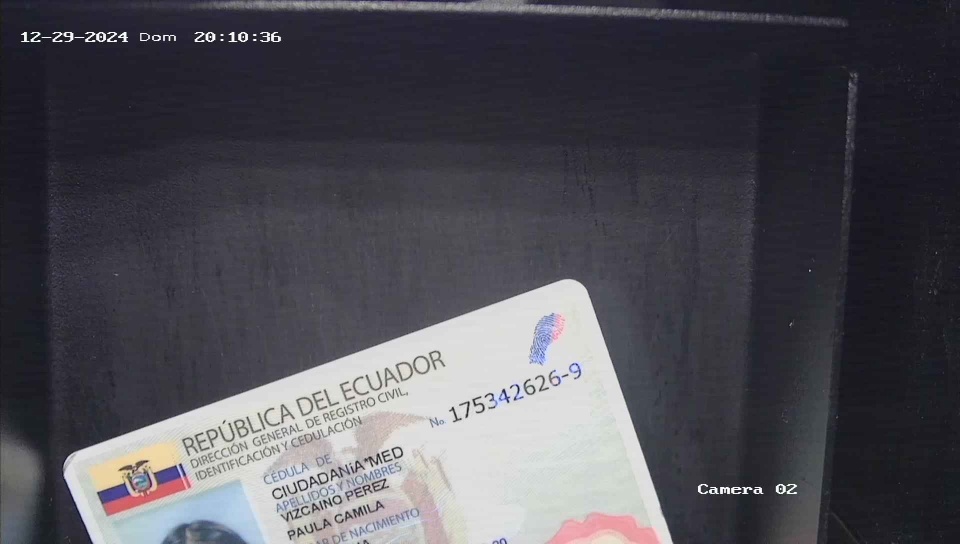 12-29-2024 Dom 20:10:36
REPÚBLICA DEL ECUADOR
DIRECCIÓN GENERAL DE REGISTRO CIVIL,
IDENTIFICACIÓN Y CEDULACIÓN
No. 175342626-9
CÉDULA DE
CIUDADANÍA*MED
APELLIDOS Y NOMBRES
VIZCAINO PEREZ
PAULA CAMILA
DE NACIMIENTO
Camera 02